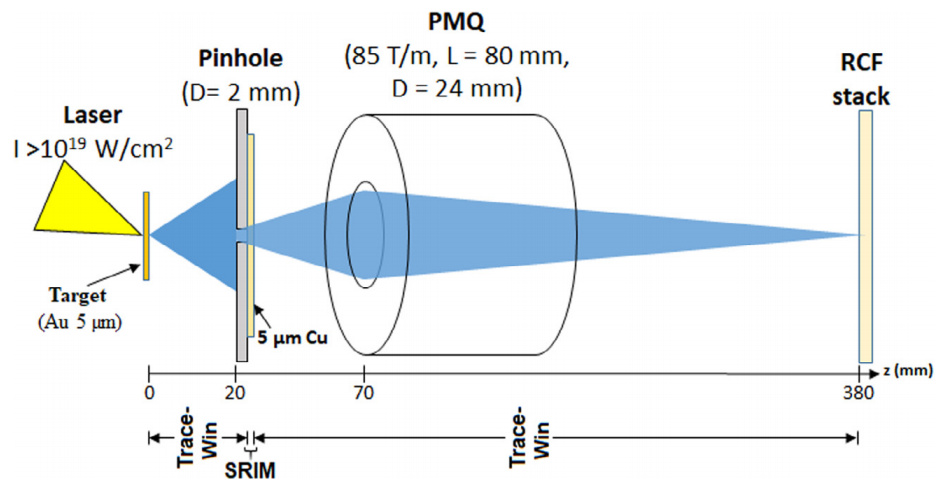 PMQ
(85 T/m, L = 80 mm,
D = 24 mm)
Pinhole
(D= 2 mm)
RCF
stack
Laser
I >10¹⁹ W/cm²
Target
(Au 5 µm)
5 µm Cu
z (mm)
0
20
70
380
Trace-
Win
SRIM
Trace-
Win